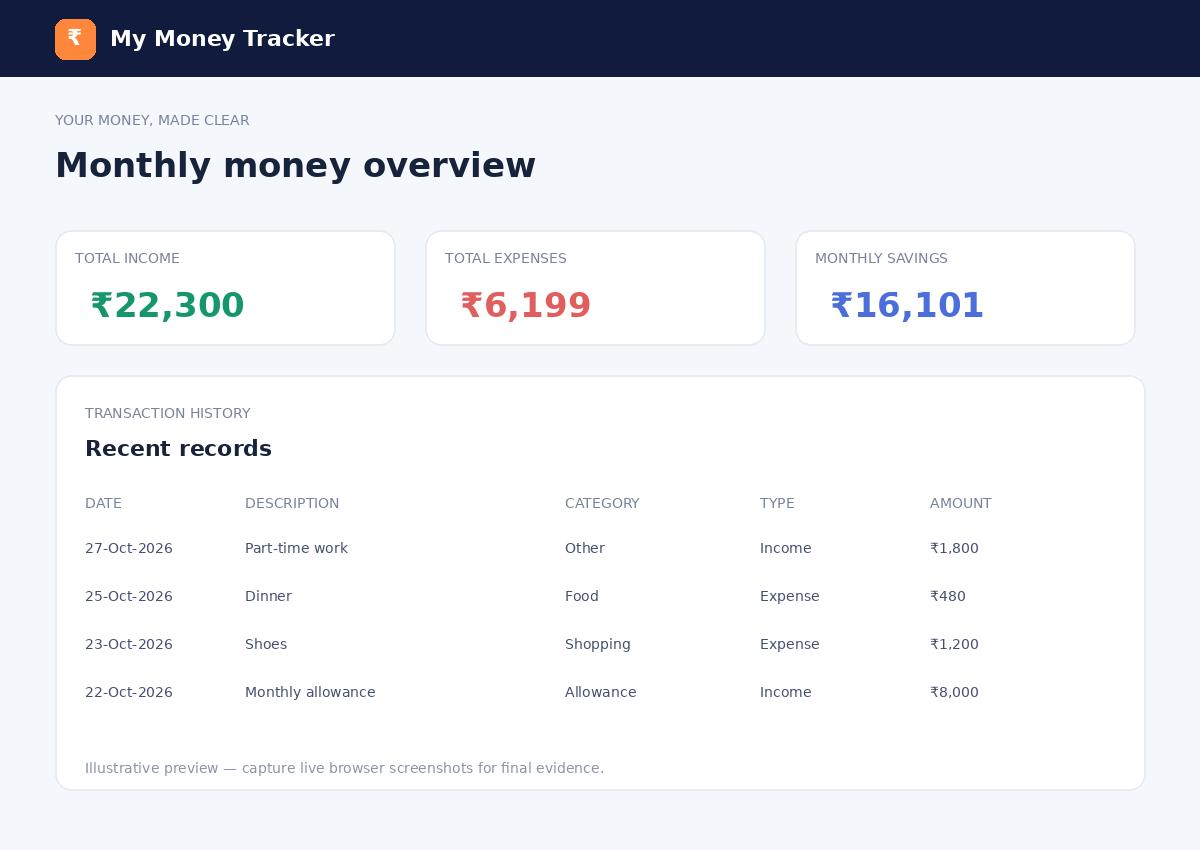 ₹ My Money Tracker
YOUR MONEY, MADE CLEAR
Monthly money overview
TOTAL INCOME TOTAL EXPENSES MONTHLY SAVINGS
₹22,300 ₹6,199 ₹16,101
TRANSACTION HISTORY
Recent records
DATE DESCRIPTION CATEGORY TYPE AMOUNT
27-Oct-2026 Part-time work Other Income ₹1,800
25-Oct-2026 Dinner Food Expense ₹480
23-Oct-2026 Shoes Shopping Expense ₹1,200
22-Oct-2026 Monthly allowance Allowance Income ₹8,000
Illustrative preview — capture live browser screenshots for final evidence.